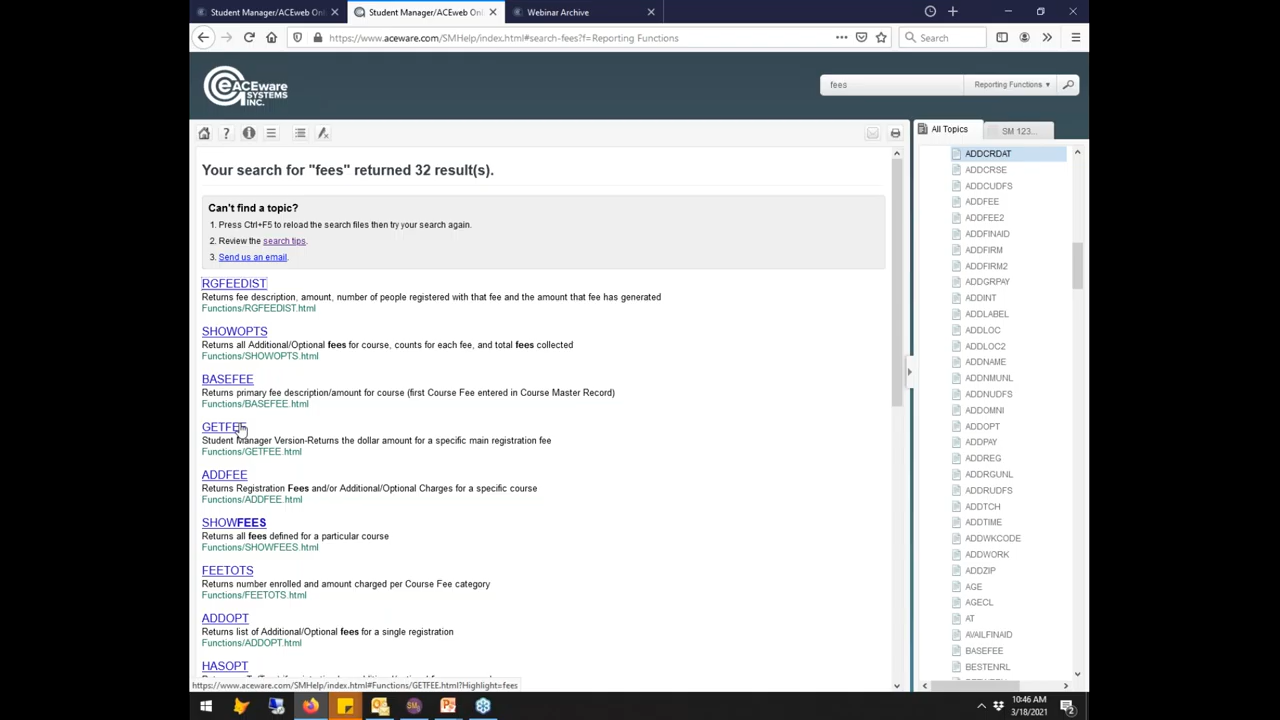 Student Manager/ACEweb Onl
Student Manager/ACEweb Onl
Webinar Archive
https://www.aceware.com/SMHelp/index.html#search-fees?f=Reporting Functions
Search
ACEware
SYSTEMS
INC.
fees
Reporting Functions
All Topics
SM 123...
Your search for "fees" returned 32 result(s).
Can't find a topic?
1. Press Ctrl+F5 to reload the search files then try your search again.
2. Review the search tips.
3. Send us an email.
RGFEEDIST
Returns fee description, amount, number of people registered with that fee and the amount that fee has generated
Functions/RGFEEDIST.html
SHOWOPTS
Returns all Additional/Optional fees for course, counts for each fee, and total fees collected
Functions/SHOWOPTS.html
BASEFEE
Returns primary fee description/amount for course (first Course Fee entered in Course Master Record)
Functions/BASEFEE.html
GETFEE
Student Manager Version-Returns the dollar amount for a specific main registration fee
Functions/GETFEE.html
ADDFEE
Returns Registration Fees and/or Additional/Optional Charges for a specific course
Functions/ADDFEE.html
SHOWFEES
Returns all fees defined for a particular course
Functions/SHOWFEES.html
FEETOTS
Returns number enrolled and amount charged per Course Fee category
Functions/FEETOTS.html
ADDOPT
Returns list of Additional/Optional fees for a single registration
Functions/ADDOPT.html
HASOPT
https://www.aceware.com/SMHelp/index.html#Functions/GETFEE.html?Highlight=fees
ADDCRDAT
ADDCRSE
ADDCUDFS
ADDFEE
ADDFEE2
ADDFINAID
ADDFIRM
ADDFIRM2
ADDGRPAY
ADDINT
ADDLABEL
ADDLOC
ADDLOC2
ADDNAME
ADDNMUNL
ADDNUDFS
ADDOMNI
ADDOPT
ADDPAY
ADDREG
ADDRGUNL
ADDRUDFS
ADDTCH
ADDTIME
ADDWKCODE
ADDWORK
ADDZIP
AGE
AGECL
AT
AVAILFINAID
BASEFEE
BESTENRL
10:46 AM
3/18/2021